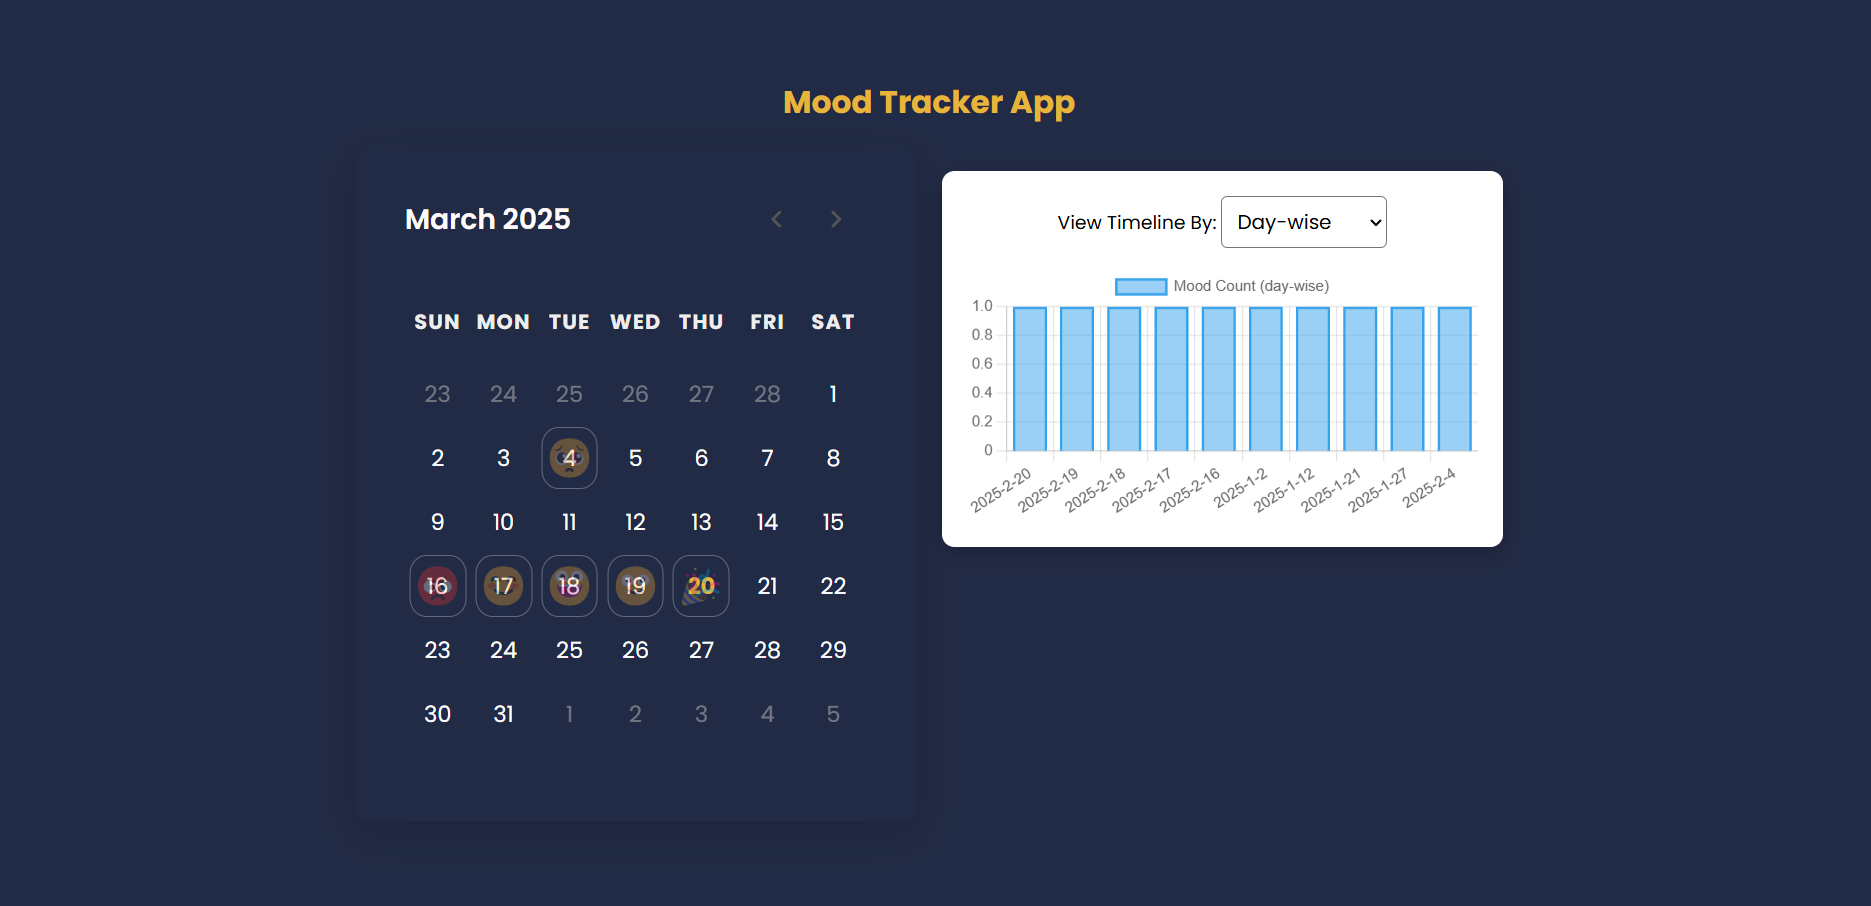 Mood Tracker App
March 2025
SUN MON TUE WED THU FRI SAT
23 24 25 26 27 28 1
2 3 4 5 6 7 8
9 10 11 12 13 14 15
16 17 18 19 20 21 22
23 24 25 26 27 28 29
30 31 1 2 3 4 5
View Timeline By: Day-wise
Mood Count (day-wise)
1.0
0.8
0.6
0.4
0.2
0
2025-2-20 2025-2-19 2025-2-18 2025-2-17 2025-2-16 2025-1-2 2025-1-12 2025-1-21 2025-1-27 2025-2-4